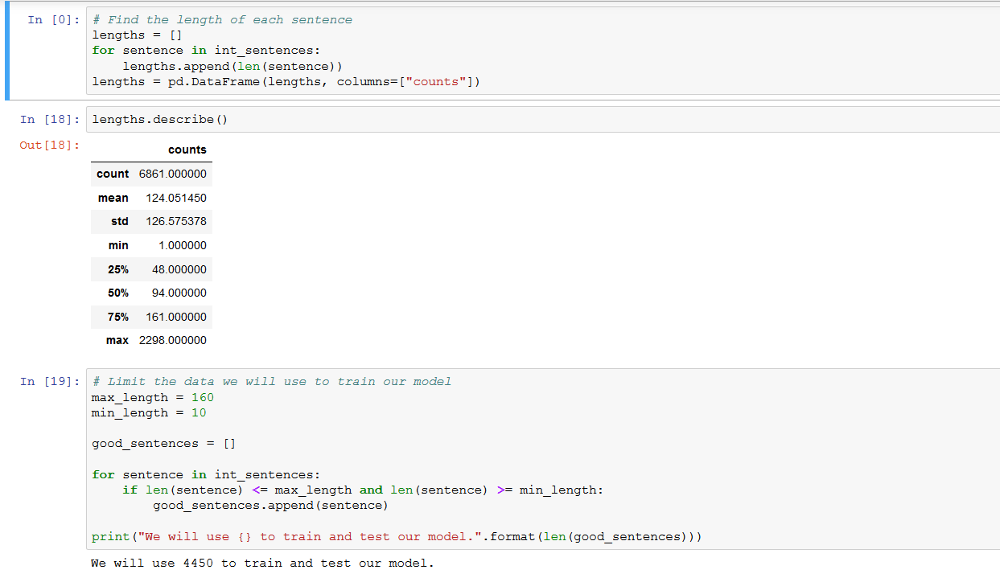 In [0]: # Find the length of each sentence
lengths = []
for sentence in int_sentences:
    lengths.append(len(sentence))
lengths = pd.DataFrame(lengths, columns=["counts"])
In [18]: lengths.describe()
Out[18]:
counts
count 6861.000000
mean 124.051450
std 126.575378
min 1.000000
25% 48.000000
50% 94.000000
75% 161.000000
max 2298.000000
In [19]: # Limit the data we will use to train our model
max_length = 160
min_length = 10
good_sentences = []
for sentence in int_sentences:
    if len(sentence) <= max_length and len(sentence) >= min_length:
        good_sentences.append(sentence)
print("We will use {} to train and test our model.".format(len(good_sentences)))
We will use 4450 to train and test our model.